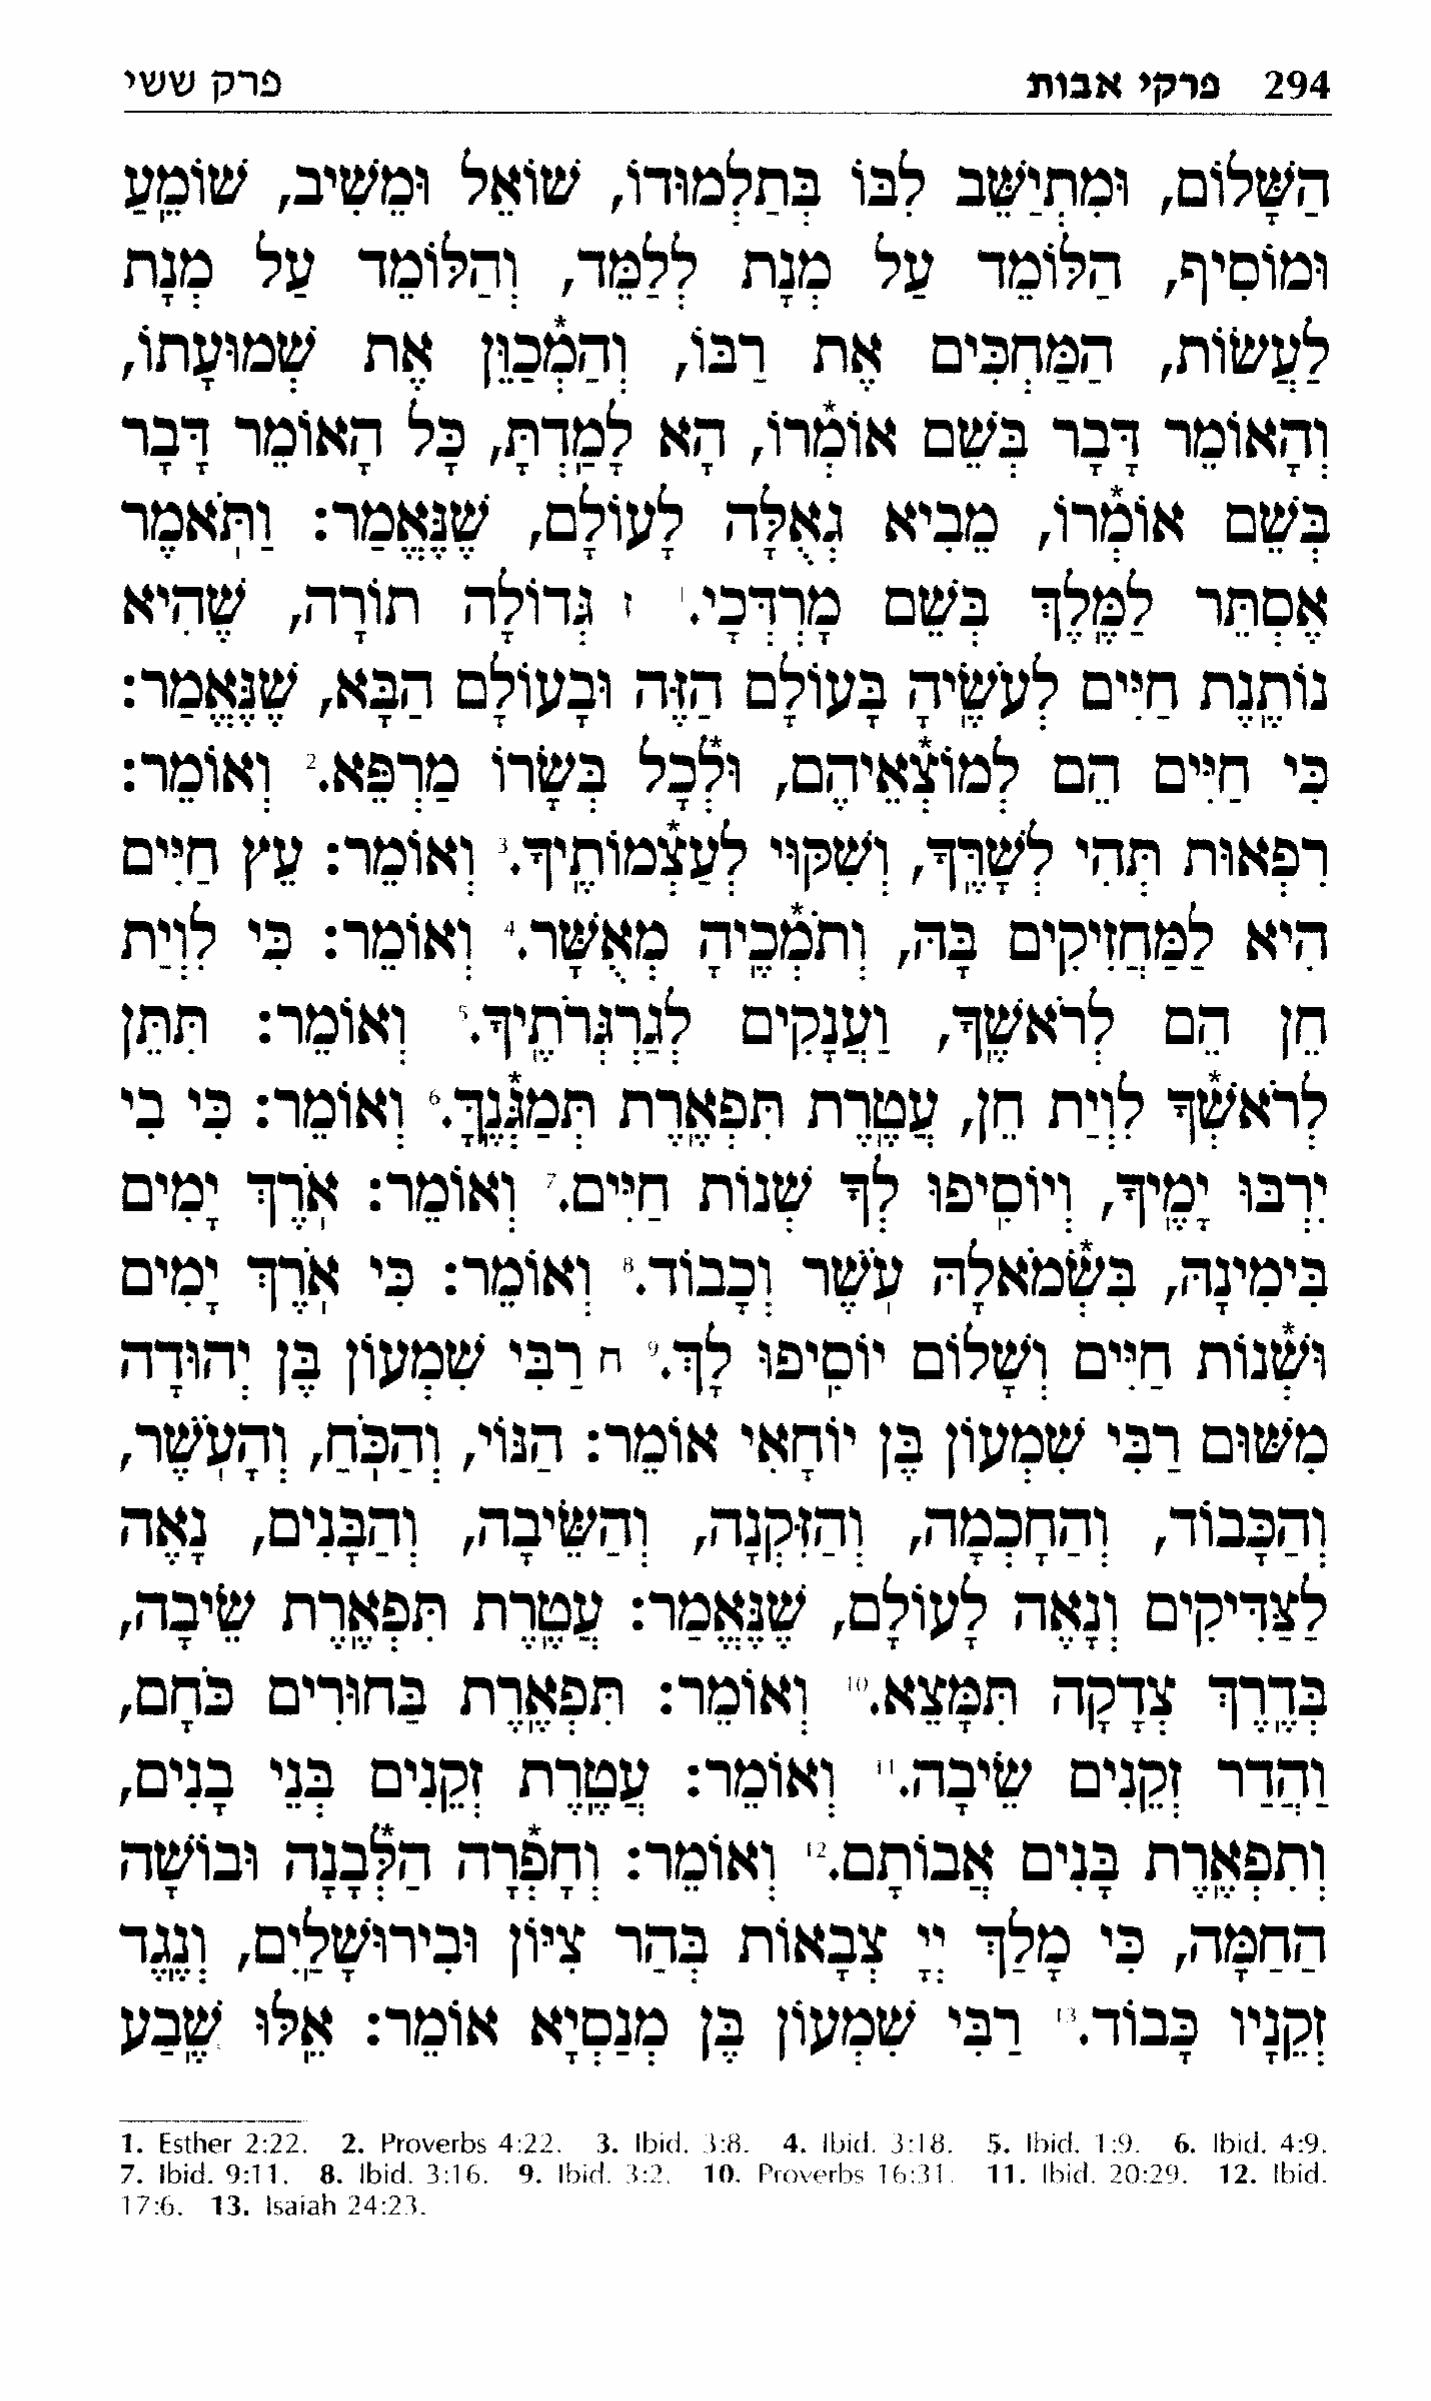 294 פרקי אבות פרק ששי
הַשָּׁלוֹם, וּמִתְיַשֵּׁב לִבּוֹ בְּתַלְמוּדוֹ, שׁוֹאֵל וּמֵשִׁיב, שׁוֹמֵֽעַ
וּמוֹסִיף, הַלּוֹמֵד עַל מְנָת לְלַמֵּד, וְהַלּוֹמֵד עַל מְנָת
לַעֲשׂוֹת, הַמַּחְכִּים אֶת רַבּוֹ, וְהַמְֿכַוֵּין אֶת שְׁמוּעָתוֹ,
וְהָאוֹמֵר דָּבָר בְּשֵׁם אוֹמְֿרוֹ, הָא לָמַֽדְתָּ, כָּל הָאוֹמֵר דָּבָר
בְּשֵׁם אוֹמְֿרוֹ, מֵבִיא גְאֻלָּה לָעוֹלָם, שֶׁנֶּאֱמַר: וַתֹּֽאמֶר
אֶסְתֵּר לַמֶּֽלֶךְ בְּשֵׁם מָרְדְּכָי.¹ ז גְּדוֹלָה תוֹרָה, שֶׁהִיא
נוֹתֶֽנֶת חַיִּים לְעֹשֶֽׂיהָ בָּעוֹלָם הַזֶּה וּבָעוֹלָם הַבָּא, שֶׁנֶּאֱמַר:
כִּי חַיִּים הֵם לְמוֹצְֿאֵיהֶם, וּלְֿכָל בְּשָׂרוֹ מַרְפֵּא.² וְאוֹמֵר:
רִפְאוּת תְּהִי לְשָׁרֶּֽךָ, וְשִׁקּוּי לְעַצְֿמוֹתֶֽיךָ.³ וְאוֹמֵר: עֵץ חַיִּים
הִיא לַמַּחֲזִיקִים בָּהּ, וְתֹמְֿכֶֽיהָ מְאֻשָּׁר.⁴ וְאוֹמֵר: כִּי לִוְיַת
חֵן הֵם לְרֹאשֶֽׁךָ, וַעֲנָקִים לְגַרְגְּרֹתֶֽיךָ.⁵ וְאוֹמֵר: תִּתֵּן
לְרֹאשְֿׁךָ לִוְיַת חֵן, עֲטֶֽרֶת תִּפְאֶֽרֶת תְּמַגְּֿנֶֽךָּ.⁶ וְאוֹמֵר: כִּי בִי
יִרְבּוּ יָמֶֽיךָ, וְיוֹסִֽיפוּ לְךָ שְׁנוֹת חַיִּים.⁷ וְאוֹמֵר: אֹֽרֶךְ יָמִים
בִּימִינָהּ, בִּשְֿׂמֹאלָהּ עֹֽשֶׁר וְכָבוֹד.⁸ וְאוֹמֵר: כִּי אֹֽרֶךְ יָמִים
וּשְֿׁנוֹת חַיִּים וְשָׁלוֹם יוֹסִֽיפוּ לָךְ.⁹ ח רַבִּי שִׁמְעוֹן בֶּן יְהוּדָה
מִשּׁוּם רַבִּי שִׁמְעוֹן בֶּן יוֹחָאִי אוֹמֵר: הַנּוֹי, וְהַכֹּֽחַ, וְהָעֹֽשֶׁר,
וְהַכָּבוֹד, וְהַחָכְמָה, וְהַזִּקְנָה, וְהַשֵּׂיבָה, וְהַבָּנִים, נָאֶה
לַצַּדִּיקִים וְנָאֶה לָעוֹלָם, שֶׁנֶּאֱמַר: עֲטֶֽרֶת תִּפְאֶֽרֶת שֵׂיבָה,
בְּדֶֽרֶךְ צְדָקָה תִּמָּצֵא.¹⁰ וְאוֹמֵר: תִּפְאֶֽרֶת בַּחוּרִים כֹּחָם,
וַהֲדַר זְקֵנִים שֵׂיבָה.¹¹ וְאוֹמֵר: עֲטֶֽרֶת זְקֵנִים בְּנֵי בָנִים,
וְתִפְאֶֽרֶת בָּנִים אֲבוֹתָם.¹² וְאוֹמֵר: וְחָפְֿרָה הַלְּֿבָנָה וּבוֹשָׁה
הַחַמָּה, כִּי מָלַךְ יְיָ צְבָאוֹת בְּהַר צִיּוֹן וּבִירוּשָׁלַֽיִם, וְנֶֽגֶד
זְקֵנָיו כָּבוֹד.¹³ רַבִּי שִׁמְעוֹן בֶּן מְנַסְיָא אוֹמֵר: אֵֽלּוּ שֶֽׁבַע
1. Esther 2:22. 2. Proverbs 4:22. 3. Ibid. 3:8. 4. Ibid. 3:18. 5. Ibid. 1:9. 6. Ibid. 4:9.
7. Ibid. 9:11. 8. Ibid. 3:16. 9. Ibid. 3:2. 10. Proverbs 16:31. 11. Ibid. 20:29. 12. Ibid.
17:6. 13. Isaiah 24:23.